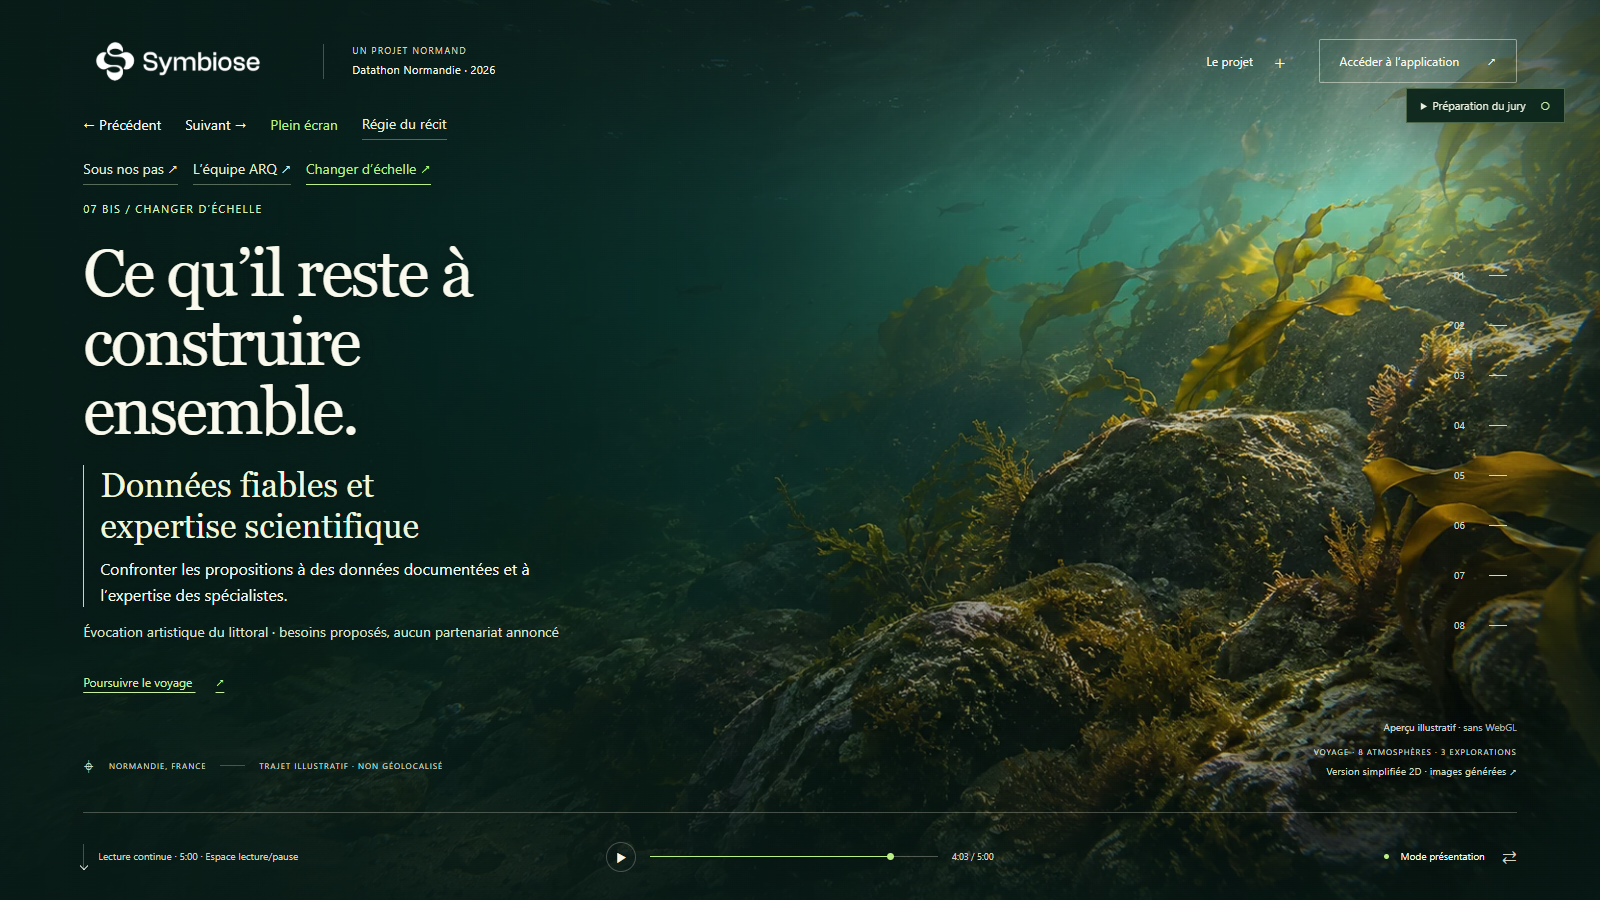 Symbiose
UN PROJET NORMAND
Datathon Normandie · 2026
Le projet +
Accéder à l’application ↗
▶ Préparation du jury
← Précédent Suivant → Plein écran Régie du récit
Sous nos pas ↗ L’équipe ARQ ↗ Changer d’échelle ↗
07 BIS / CHANGER D’ÉCHELLE
Ce qu’il reste à
construire
ensemble.
Données fiables et
expertise scientifique
Confronter les propositions à des données documentées et à
l’expertise des spécialistes.
Évocation artistique du littoral · besoins proposés, aucun partenariat annoncé
Poursuivre le voyage ↗
01
02
03
04
05
06
07
08
Aperçu illustratif · sans WebGL
VOYAGE · 8 ATMOSPHÈRES · 3 EXPLORATIONS
Version simplifiée 2D · images générées ↗
NORMANDIE, FRANCE
TRAJET ILLUSTRATIF · NON GÉOLOCALISÉ
Lecture continue · 5:00 · Espace lecture/pause
4:03 / 5:00
Mode présentation